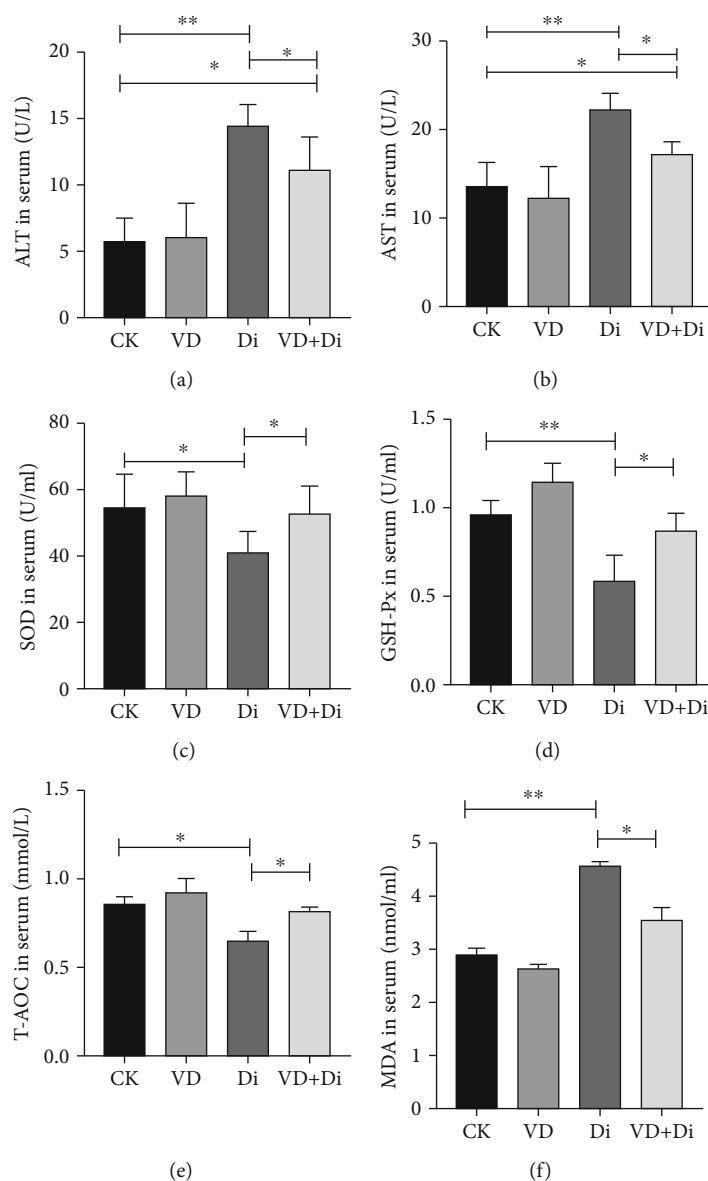 **
*
*
20
15
10
5
0
ALT in serum (U/L)
CK VD Di VD+Di
(a)
**
*
*
30
20
10
0
AST in serum (U/L)
CK VD Di VD+Di
(b)
*
*
80
60
40
20
0
SOD in serum (U/ml)
CK VD Di VD+Di
(c)
**
*
1.5
1.0
0.5
0.0
GSH-Px in serum (U/ml)
CK VD Di VD+Di
(d)
*
*
1.5
1.0
0.5
0.0
T-AOC in serum (mmol/L)
CK VD Di VD+Di
(e)
**
*
5
4
3
2
1
0
MDA in serum (nmol/ml)
CK VD Di VD+Di
(f)